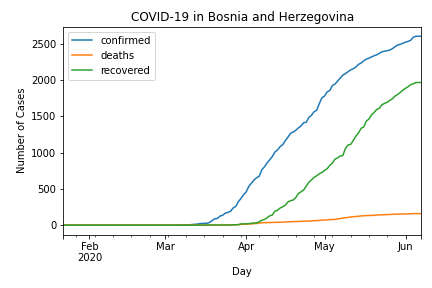 COVID-19 in Bosnia and Herzegovina
confirmed
deaths
recovered
Number of Cases
2500
2000
1500
1000
500
0
Feb
2020
Mar
Apr
May
Jun
Day